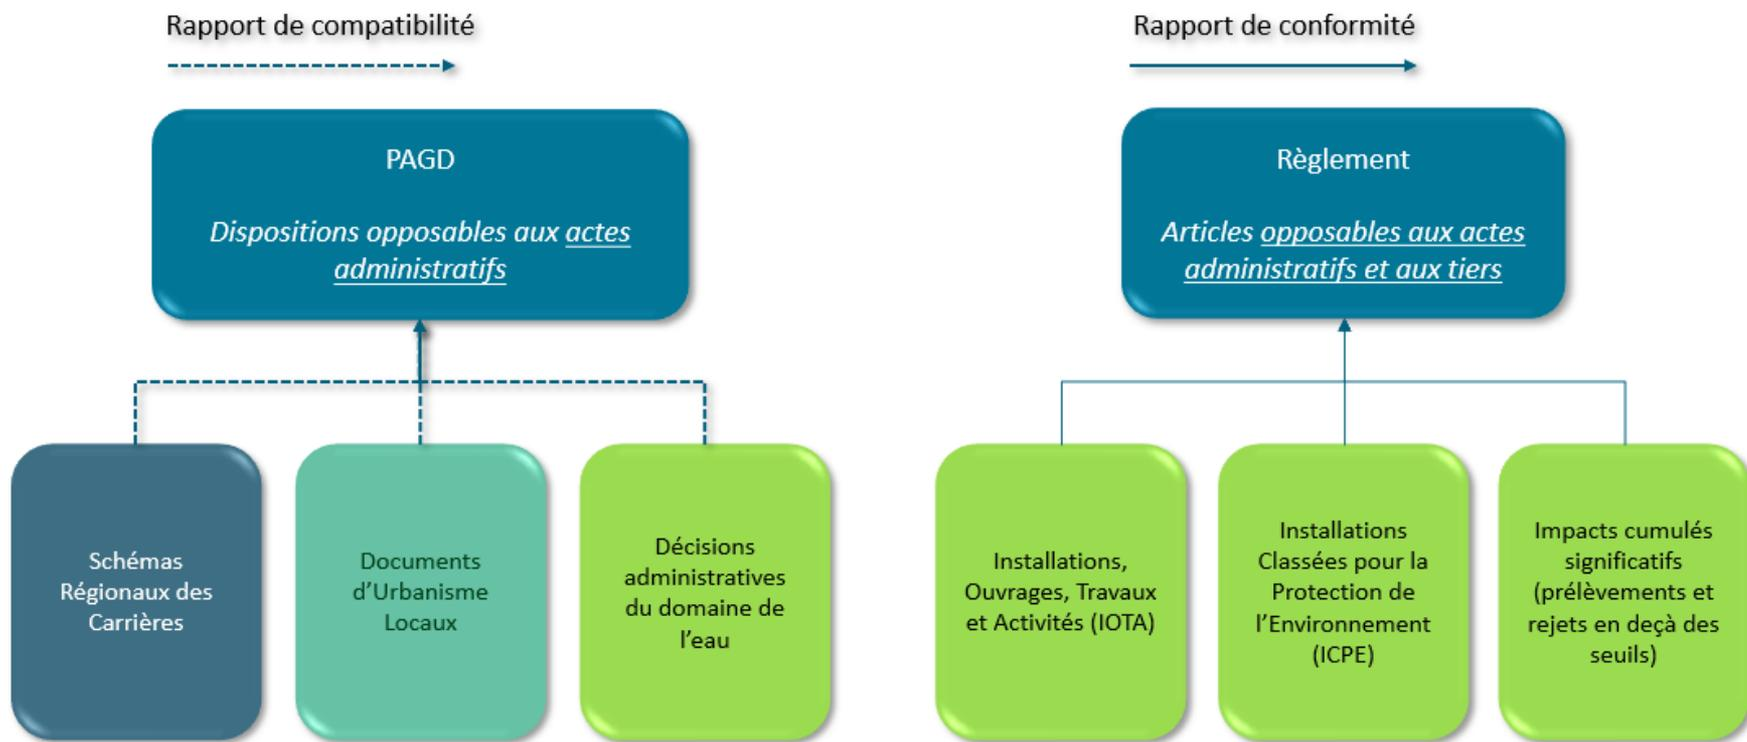 Rapport de compatibilité
PAGD
Dispositions opposables aux actes
administratifs
Schémas
Régionaux des
Carrières
Documents
d'Urbanisme
Locaux
Décisions
administratives
du domaine de
l'eau
Rapport de conformité
Règlement
Articles opposables aux actes
administratifs et aux tiers
Installations,
Ouvrages, Travaux
et Activités (IOTA)
Installations
Classées pour la
Protection de
l'Environnement
(ICPE)
Impacts cumulés
significatifs
(prélèvements et
rejets en deçà des
seuils)